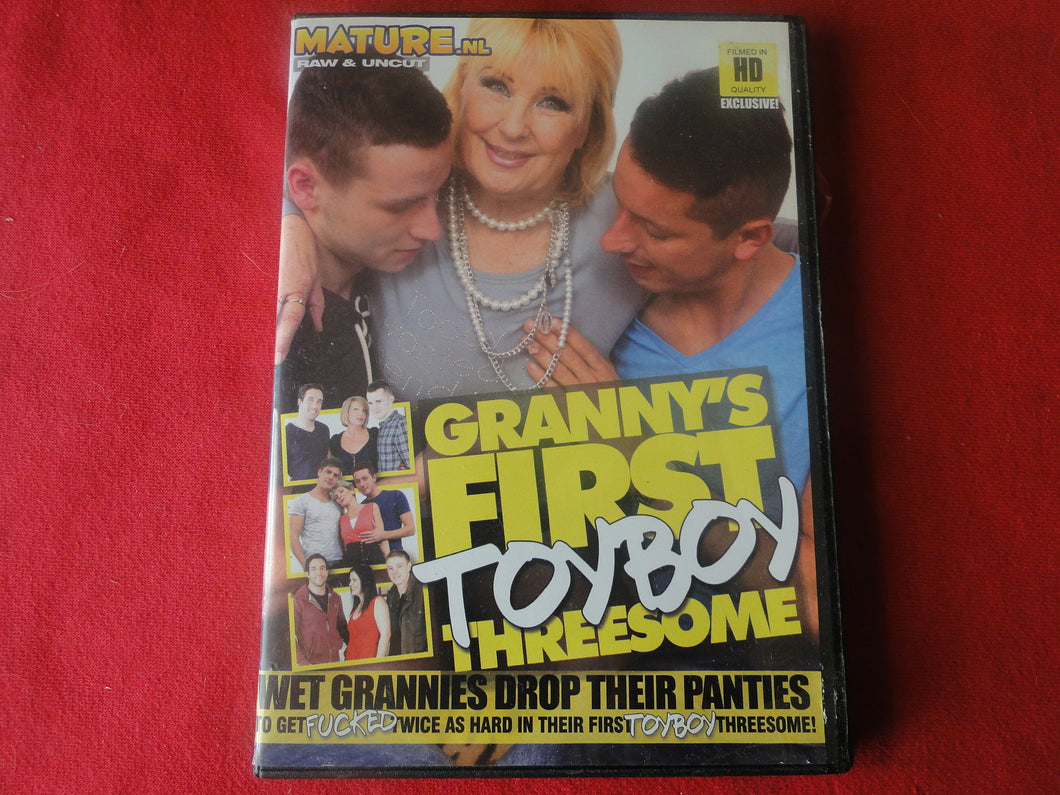 MATURE.NL
RAW & UNCUT
FILMED IN
HD
QUALITY
EXCLUSIVE!
GRANNY'S
FIRST
TOYBOY
THREESOME
WET GRANNIES DROP THEIR PANTIES
TO GET FUCKED TWICE AS HARD IN THEIR FIRST TOYBOY THREESOME!